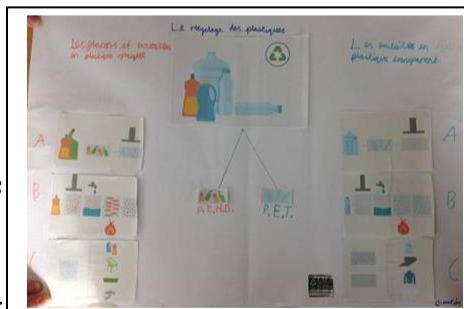 Le recyclage des plastiques
Les flacons et bouteilles
en plastique opaque
Les bouteilles en
plastique transparent
A
A
B
B
P.E.H.D.
P.E.T.
C
C